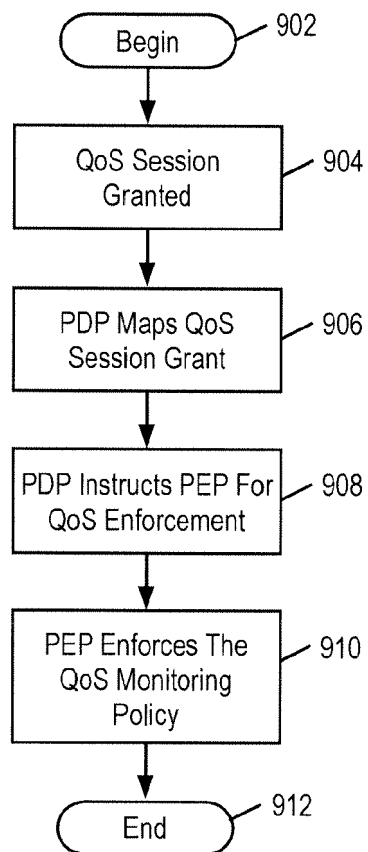 Begin
902
QoS Session
Granted
904
PDP Maps QoS
Session Grant
906
PDP Instructs PEP For
QoS Enforcement
908
PEP Enforces The
QoS Monitoring
Policy
910
End
912